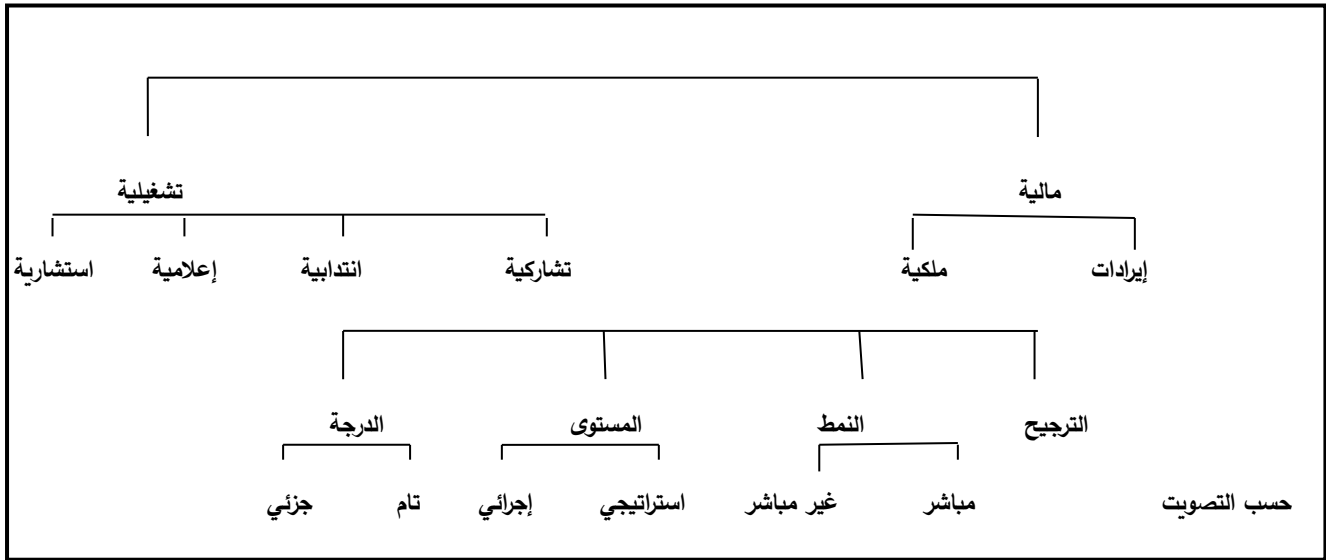 مالية تشغيلية
إيرادات ملكية تشاركية انتدابية إعلامية استشارية
الترجيح النمط المستوى الدرجة
حسب التصويت مباشر غير مباشر استراتيجي إجرائي تام جزئي